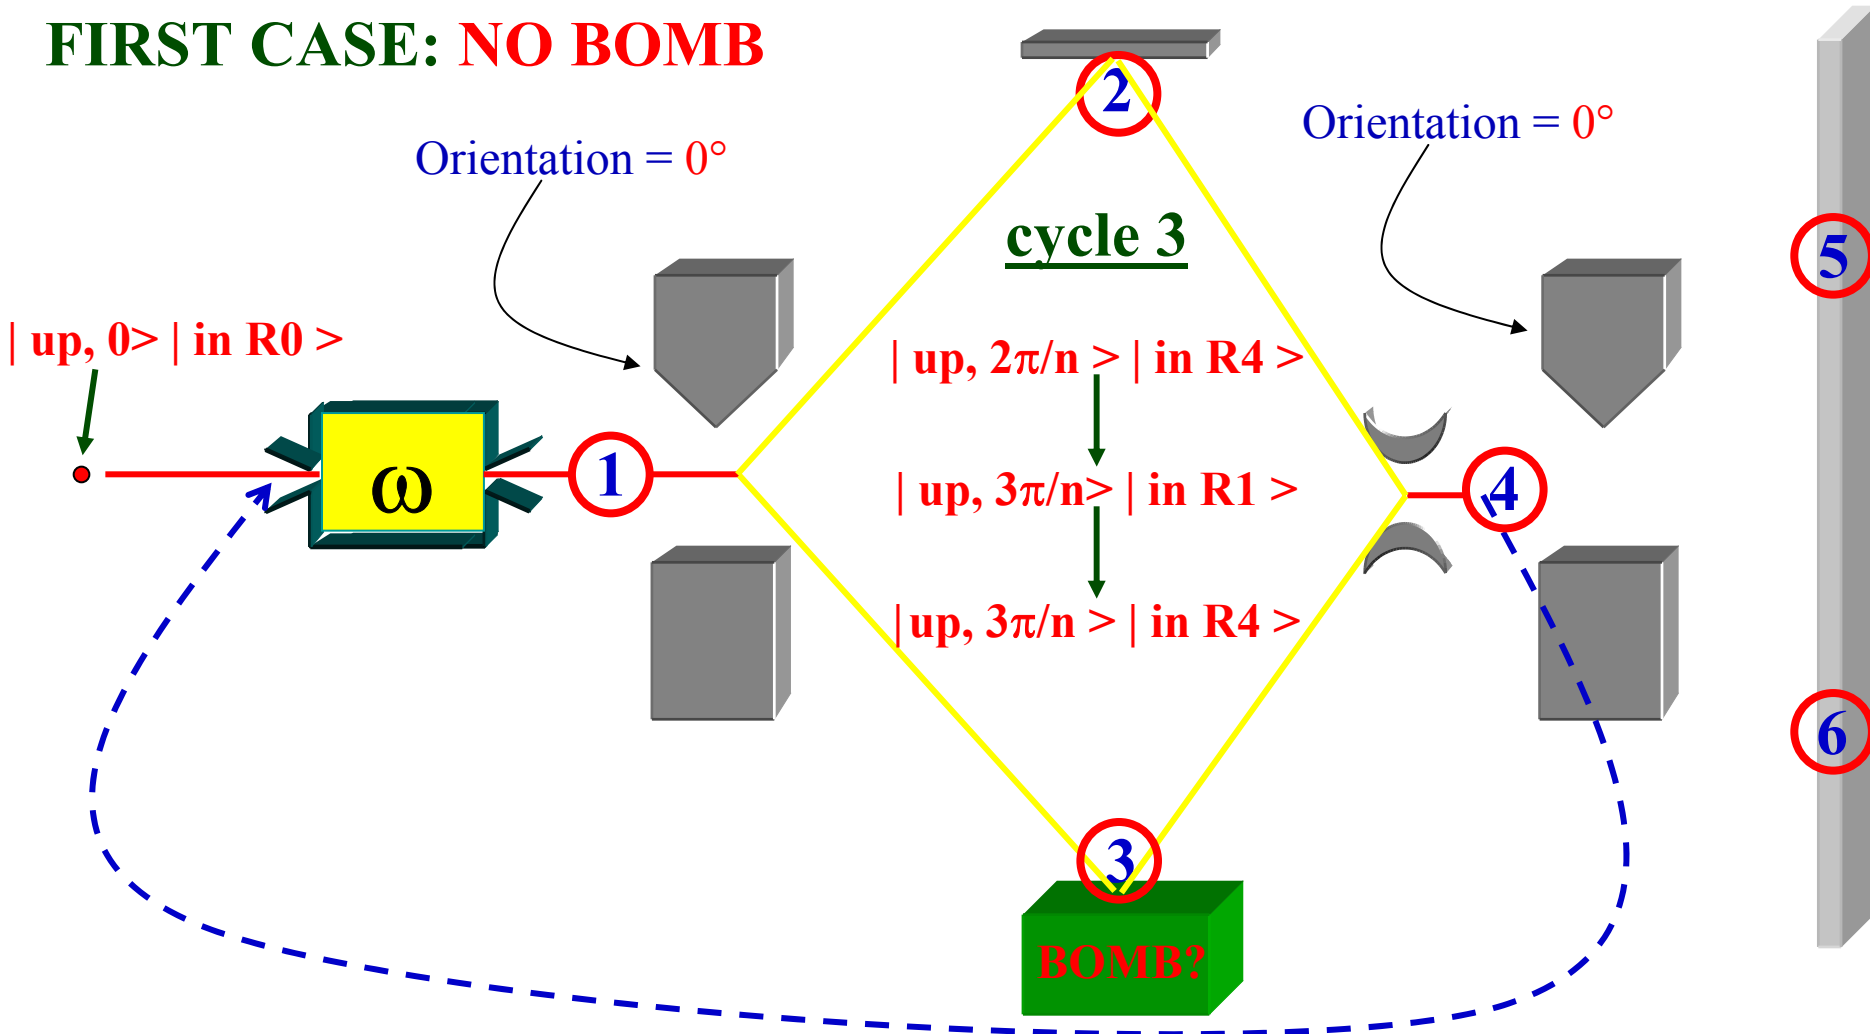 FIRST CASE: NO BOMB
2
Orientation = 0°
Orientation = 0°
cycle 3
5
| up, 0> | in R0 >
| up, 2π/n > | in R4 >
ω
1
| up, 3π/n> | in R1 >
4
| up, 3π/n > | in R4 >
6
3
BOMB?